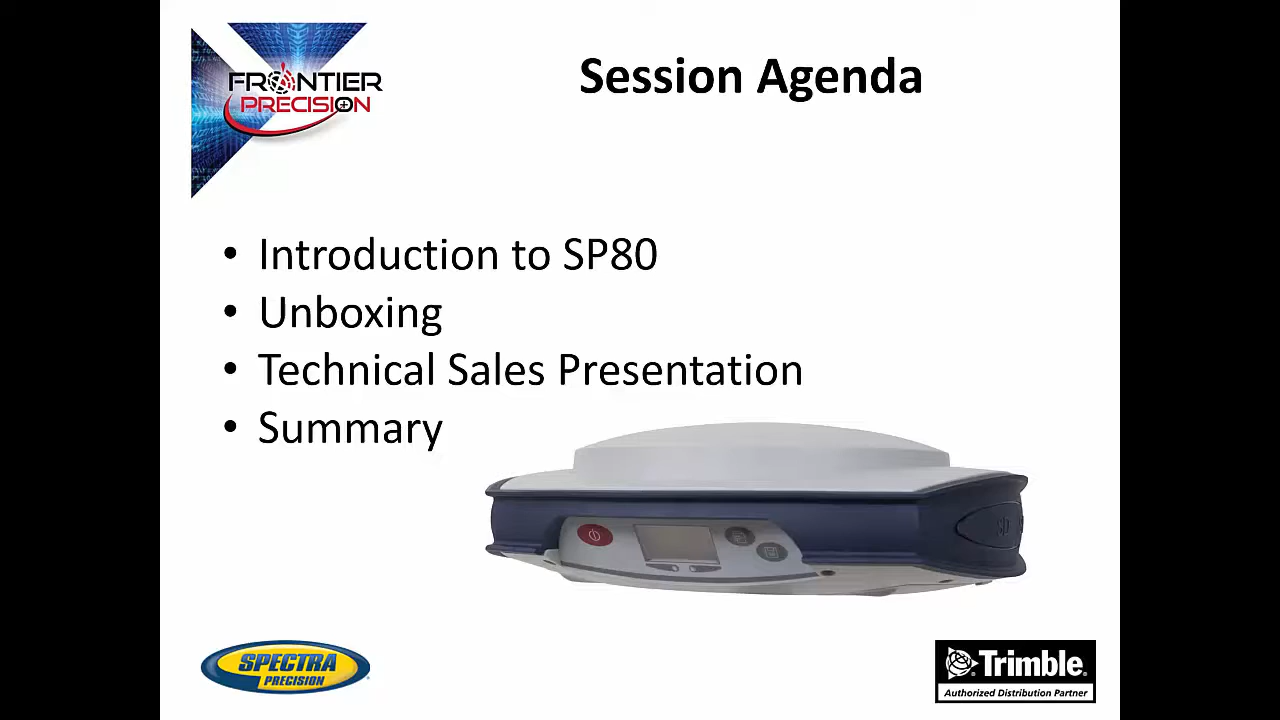 FRONTIER
PRECISION
Session Agenda
• Introduction to SP80
• Unboxing
• Technical Sales Presentation
• Summary
SPECTRA
PRECISION
Trimble
Authorized Distribution Partner